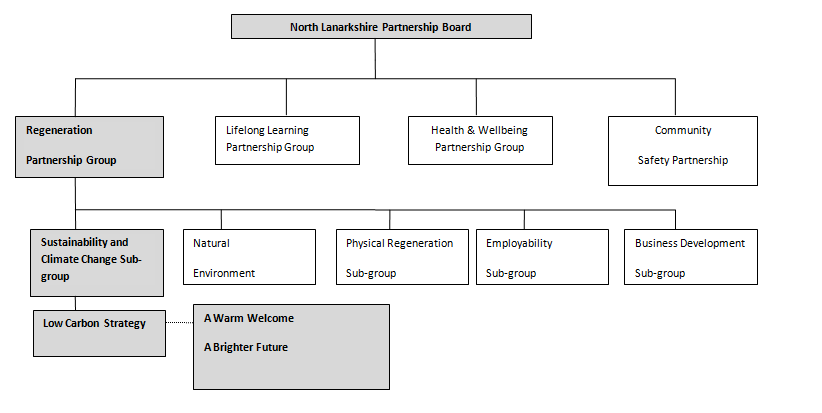 North Lanarkshire Partnership Board
Regeneration
Partnership Group
Lifelong Learning
Partnership Group
Health & Wellbeing
Partnership Group
Community
Safety Partnership
Sustainability and
Climate Change Sub-
group
Natural
Environment
Physical Regeneration
Sub-group
Employability
Sub-group
Business Development
Sub-group
Low Carbon Strategy
A Warm Welcome
A Brighter Future